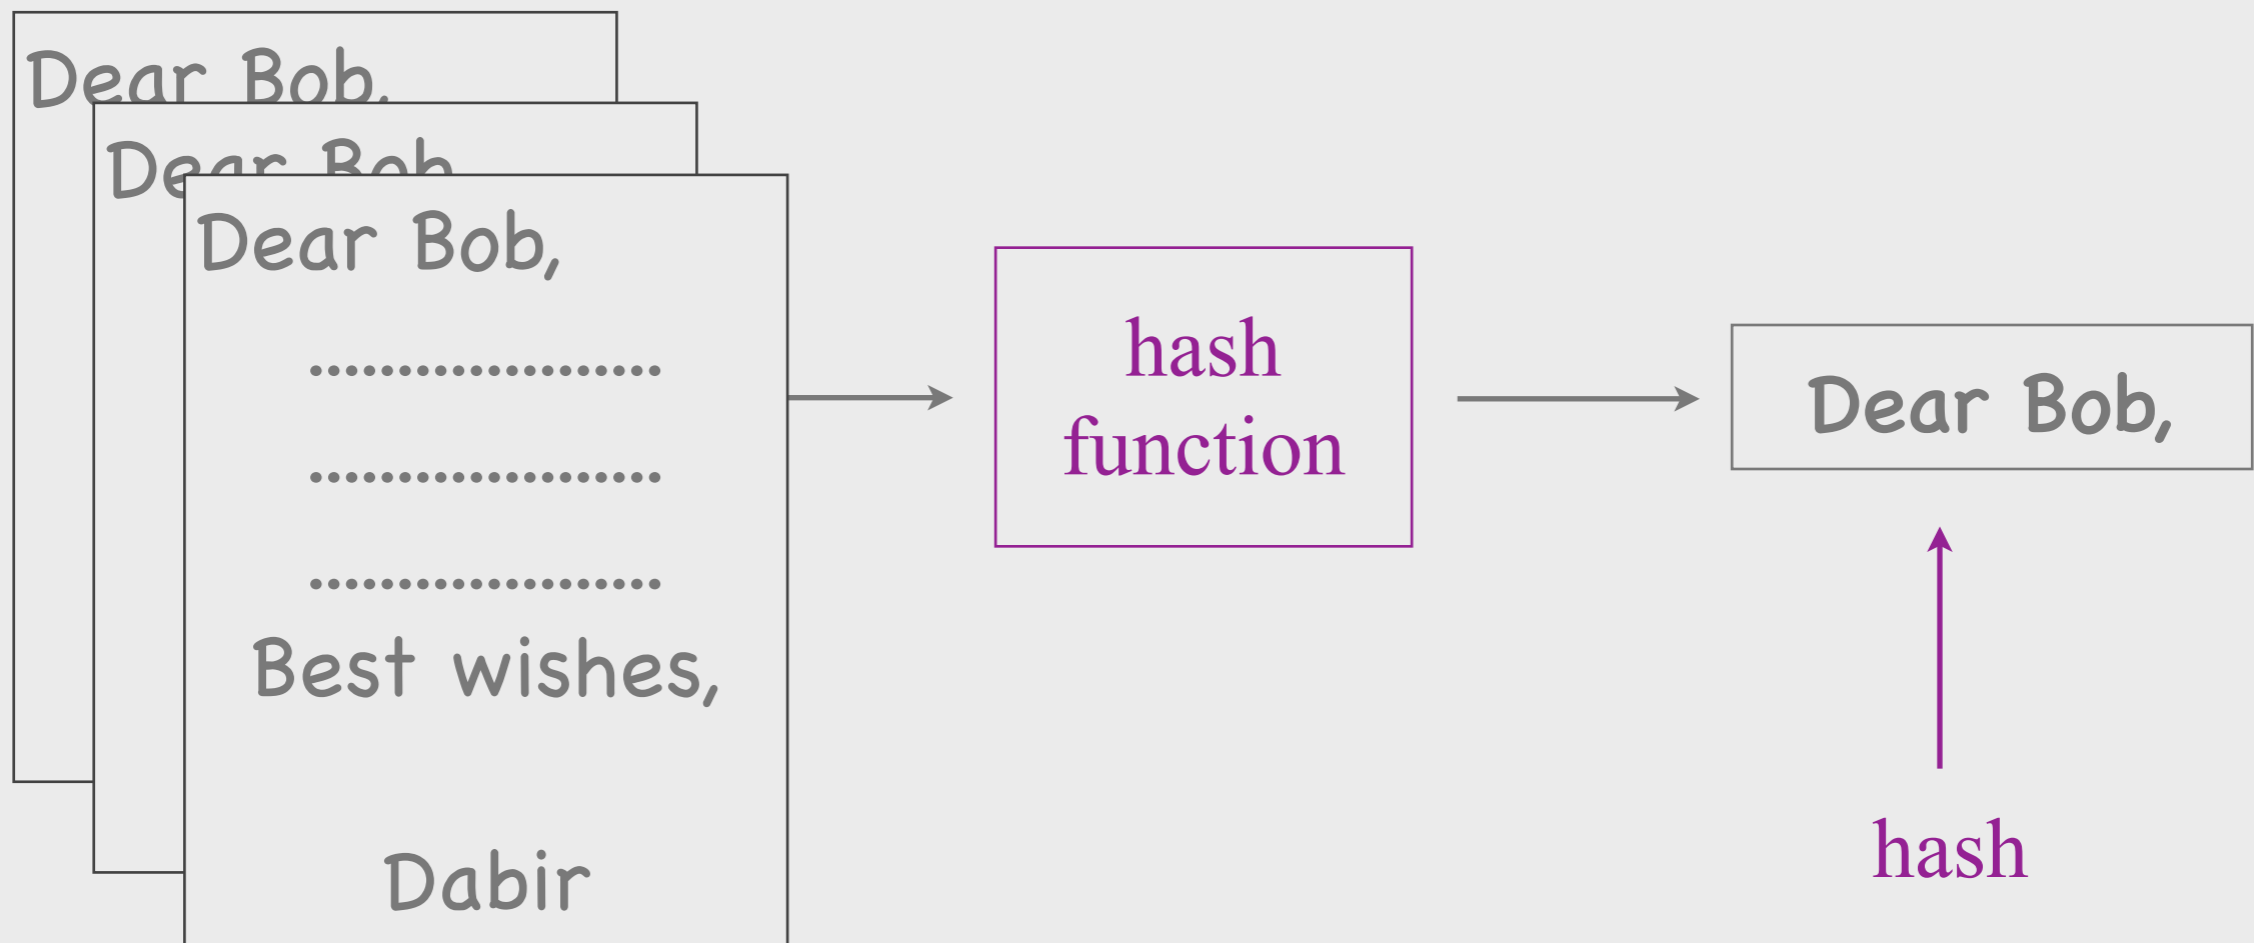 Dear Bob,
Dear Bob
Dear Bob,
...................
...................
...................
Best wishes,
Dabir
hash
function
Dear Bob,
hash